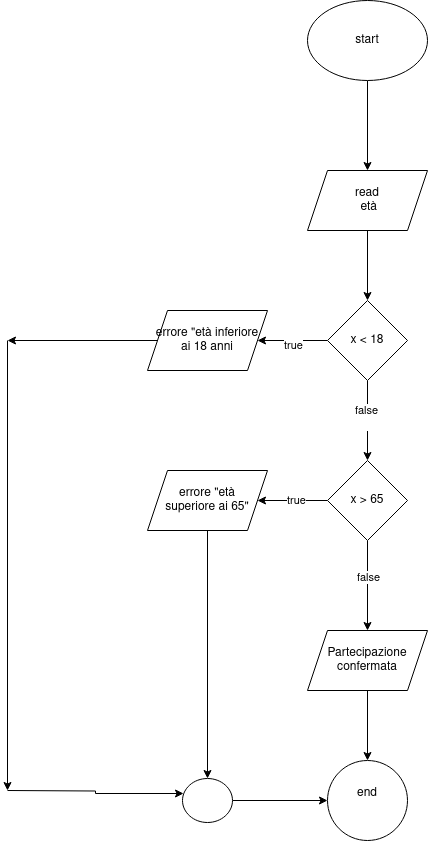 start
read
età
x < 18
true
errore "età inferiore
ai 18 anni
false
x > 65
true
errore "età
superiore ai 65"
false
Partecipazione
confermata
end